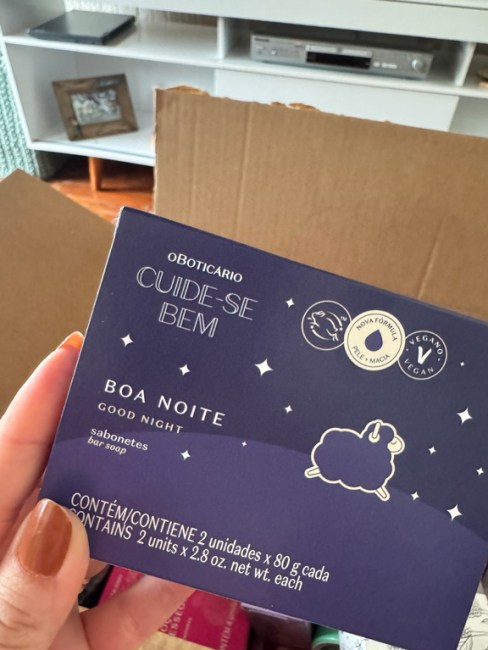 oBoticário
CUIDE-SE
BEM
NOVA FÓRMULA
PELE + MACIA
VEGANO
V
VEGAN
BOA NOITE
GOOD NIGHT
sabonetes
bar soap
CONTÉM/CONTIENE 2 unidades x 80 g cada
CONTAINS 2 units x 2.8 oz. net wt. each